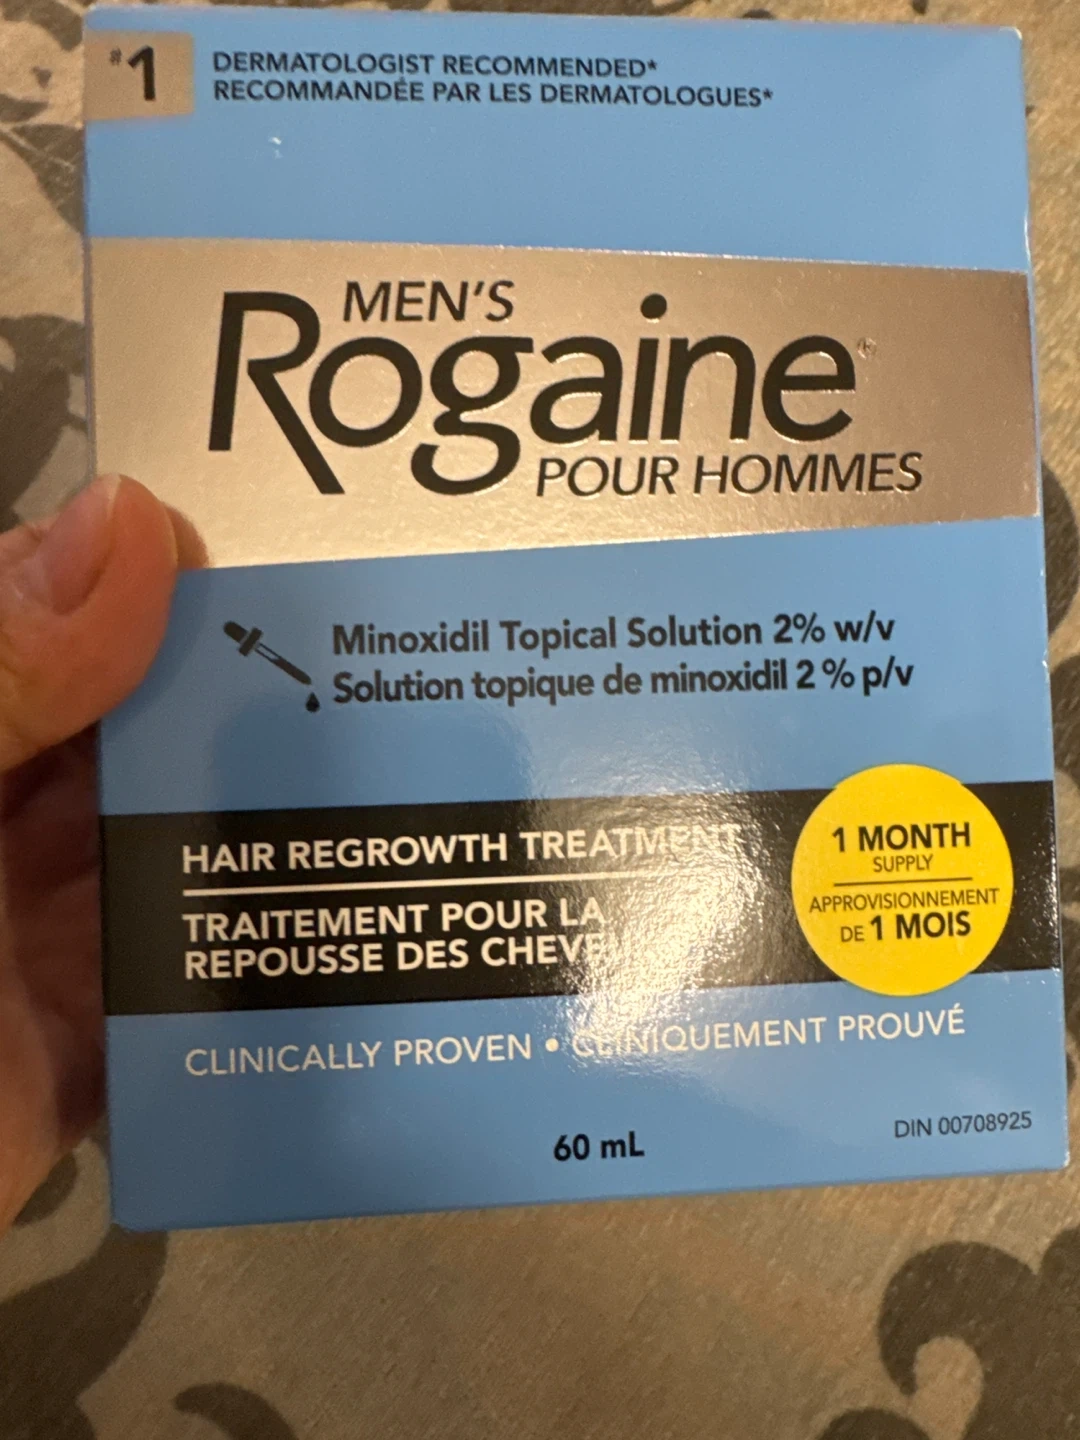 #1
DERMATOLOGIST RECOMMENDED*
RECOMMANDÉE PAR LES DERMATOLOGUES*
MEN'S
Rogaine®
POUR HOMMES
Minoxidil Topical Solution 2% w/v
Solution topique de minoxidil 2 % p/v
HAIR REGROWTH TREATMENT
TRAITEMENT POUR LA
REPOUSSE DES
1 MONTH
SUPPLY
APPROVISIONNEMENT
DE 1 MOIS
CLINICALLY PROVEN • CLINIQUEMENT PROUVÉ
60 mL
DIN 00708925